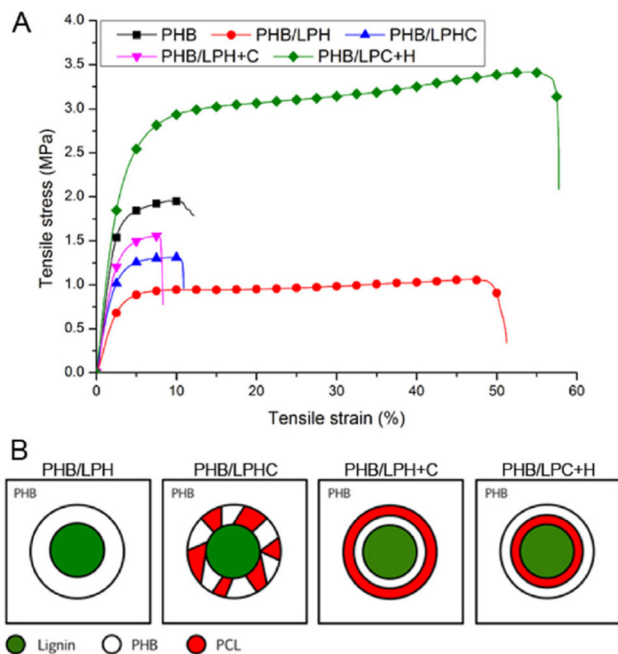 A
PHB PHB/LPH PHB/LPHC
PHB/LPH+C PHB/LPC+H
4.0
3.5
3.0
2.5
2.0
1.5
1.0
0.5
0.0
Tensile stress (MPa)
0 10 20 30 40 50 60
Tensile strain (%)
B
PHB/LPH PHB/LPHC PHB/LPH+C PHB/LPC+H
PHB PHB PHB PHB
Lignin PHB PCL